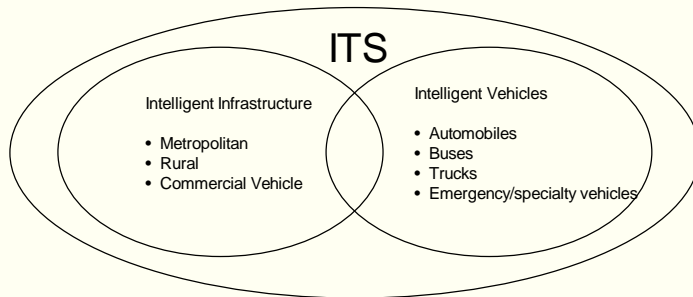 ITS
Intelligent Infrastructure
• Metropolitan
• Rural
• Commercial Vehicle
Intelligent Vehicles
• Automobiles
• Buses
• Trucks
• Emergency/specialty vehicles